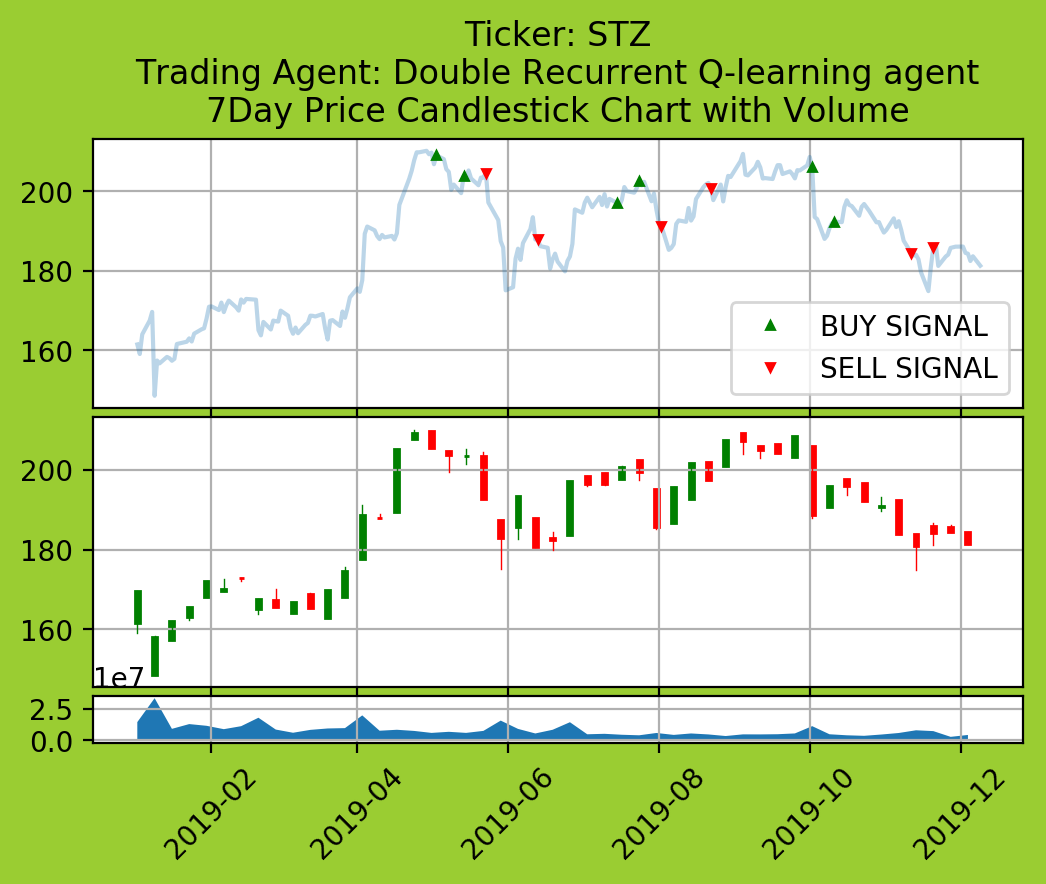 Ticker: STZ
Trading Agent: Double Recurrent Q-learning agent
7Day Price Candlestick Chart with Volume
200
180
160
BUY SIGNAL
SELL SIGNAL
200
180
160
1e7
2.5
0.0
2019-02
2019-04
2019-06
2019-08
2019-10
2019-12